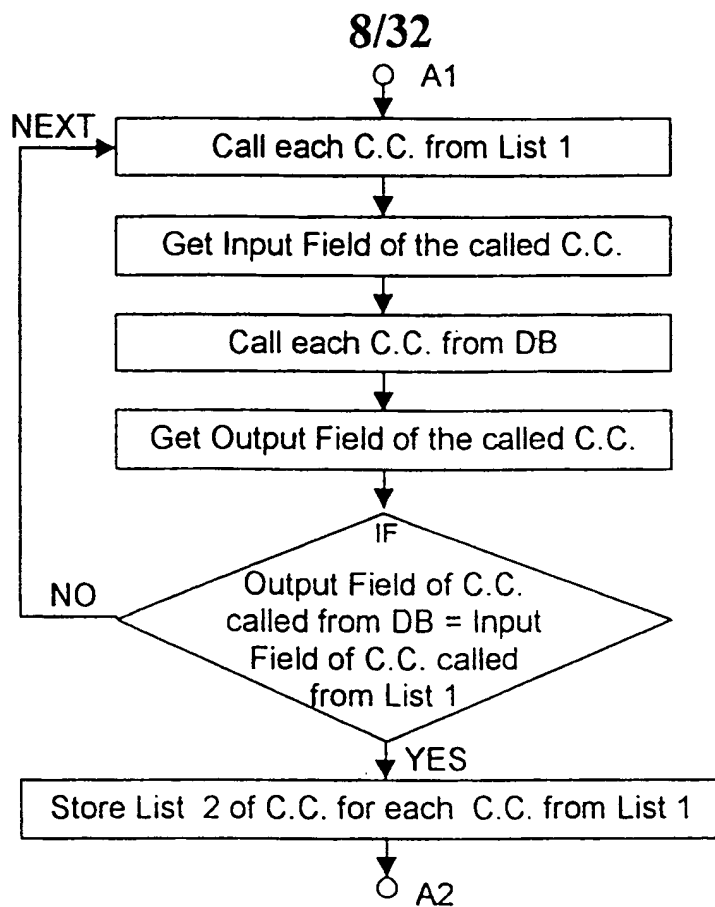 8/32
A1
NEXT
Call each C.C. from List 1
Get Input Field of the called C.C.
Call each C.C. from DB
Get Output Field of the called C.C.
IF
Output Field of C.C.
called from DB = Input
Field of C.C. called
from List 1
NO
YES
Store List 2 of C.C. for each C.C. from List 1
A2